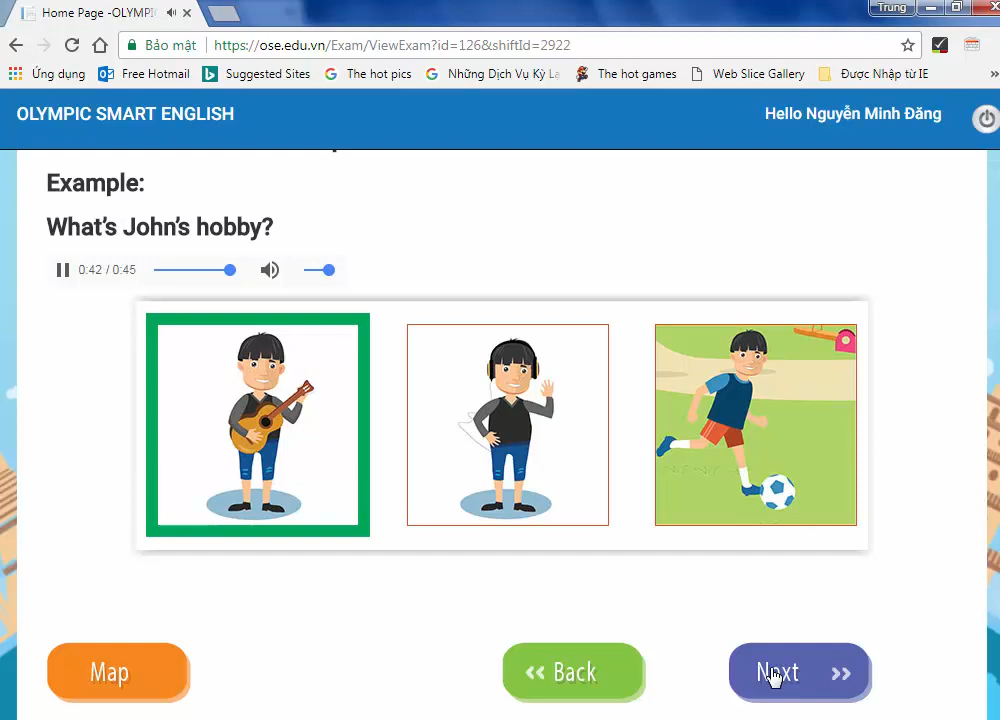 Home Page -OLYMPIC
Trung
Bảo mật https://ose.edu.vn/Exam/ViewExam?id=126&shiftId=2922
Ứng dụng Free Hotmail Suggested Sites The hot pics Những Dịch Vụ Kỳ The hot games Web Slice Gallery Được Nhập từ IE »
OLYMPIC SMART ENGLISH Hello Nguyễn Minh Đăng
Example:
What's John's hobby?
0:42 / 0:45
Map << Back Next >>